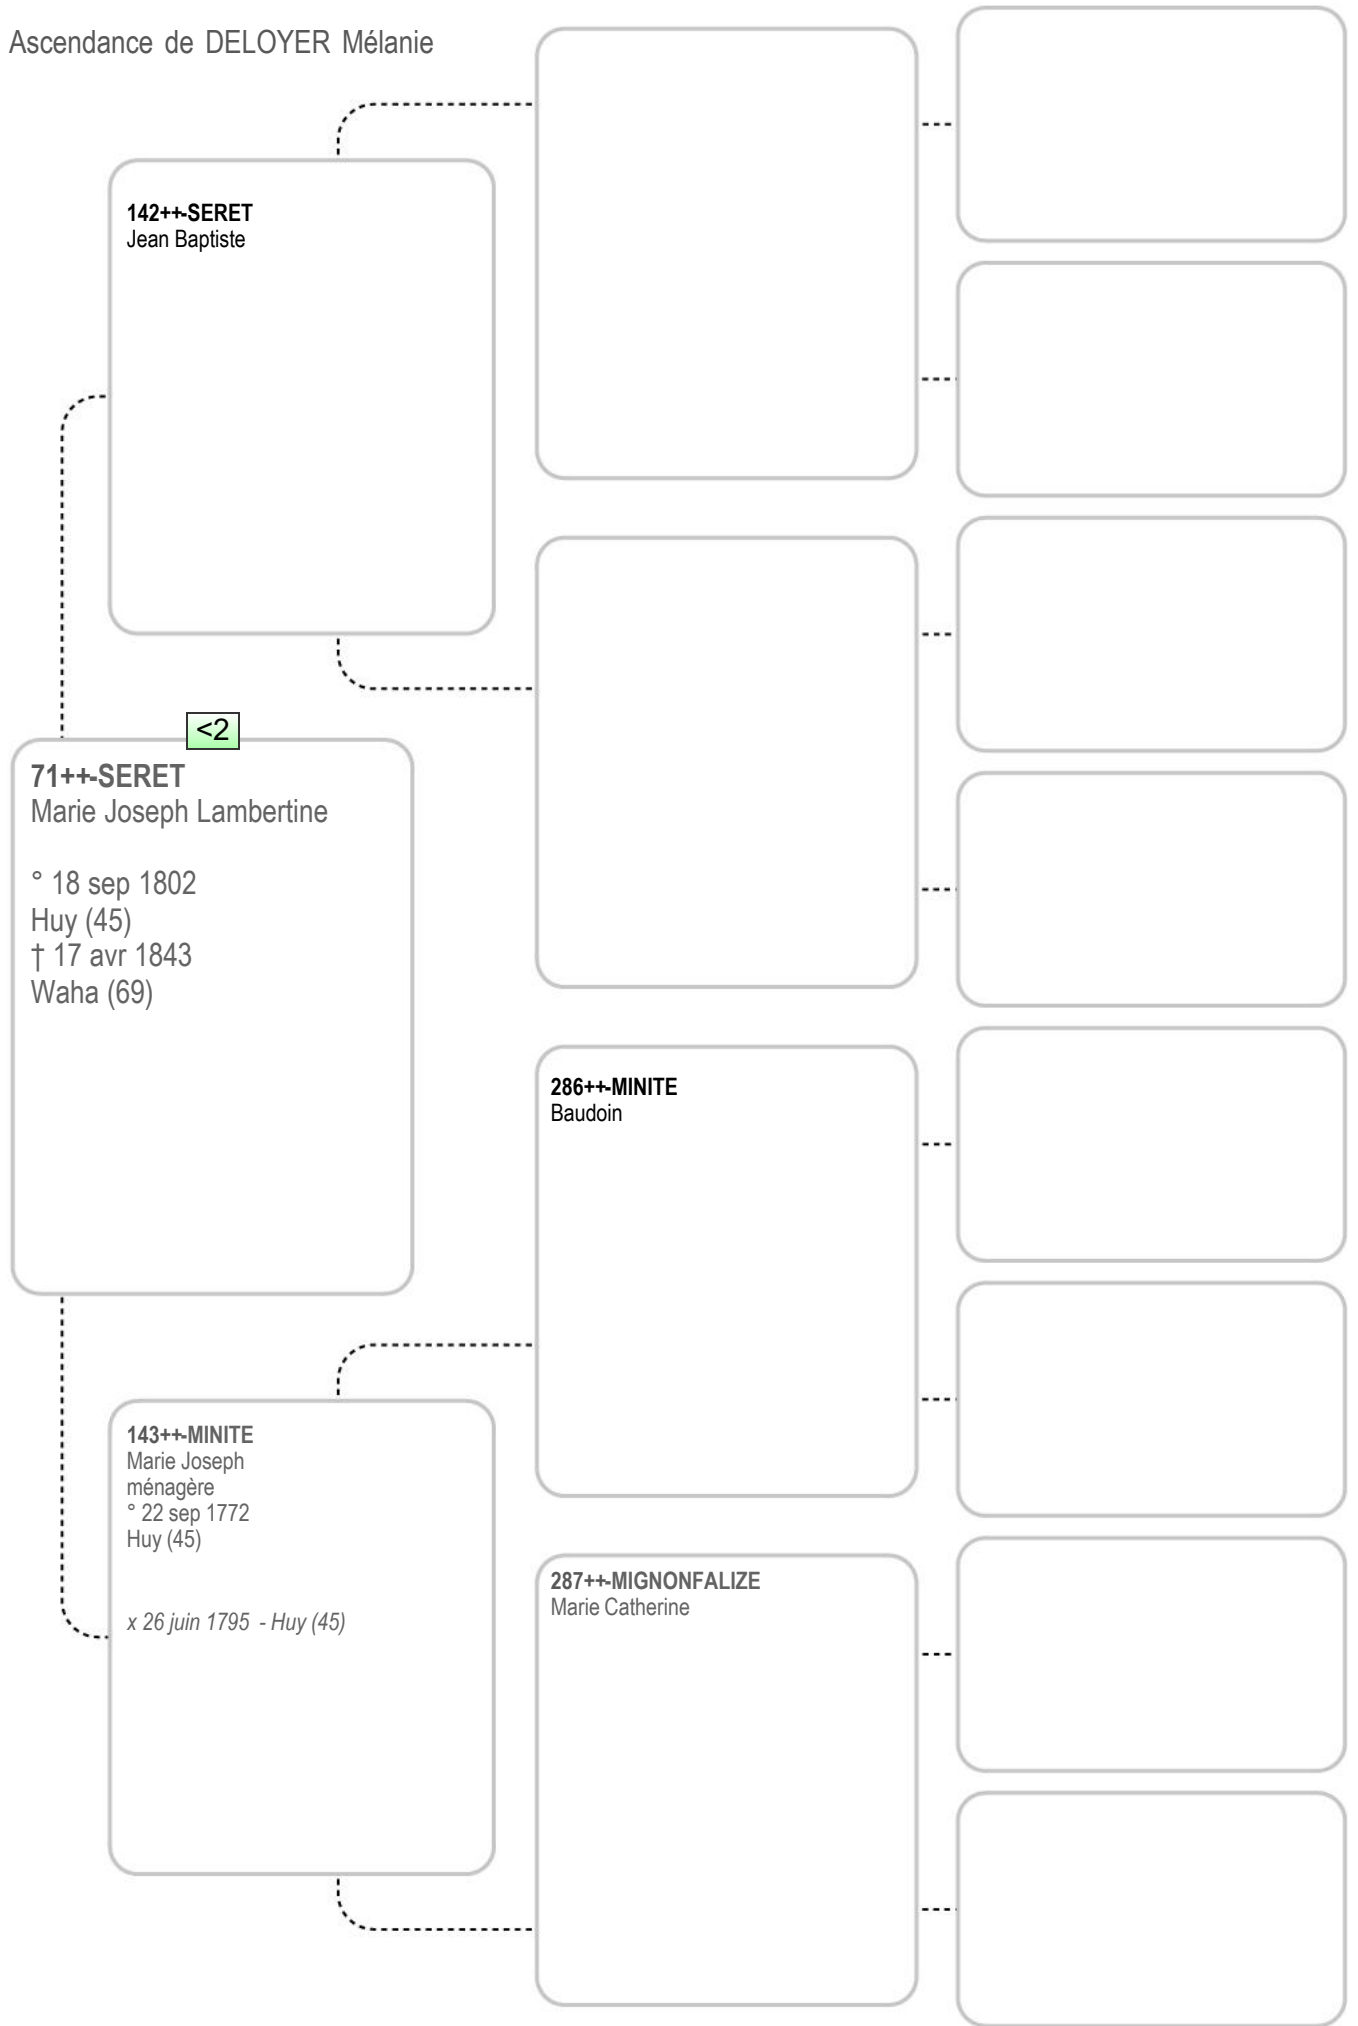 Ascendance de DELOYER Mélanie
142++-SERET
Jean Baptiste
<2
71++-SERET
Marie Joseph Lambertine
° 18 sep 1802
Huy (45)
† 17 avr 1843
Waha (69)
286++-MINITE
Baudoin
143++-MINITE
Marie Joseph
ménagère
° 22 sep 1772
Huy (45)
x 26 juin 1795 - Huy (45)
287++-MIGNONFALIZE
Marie Catherine